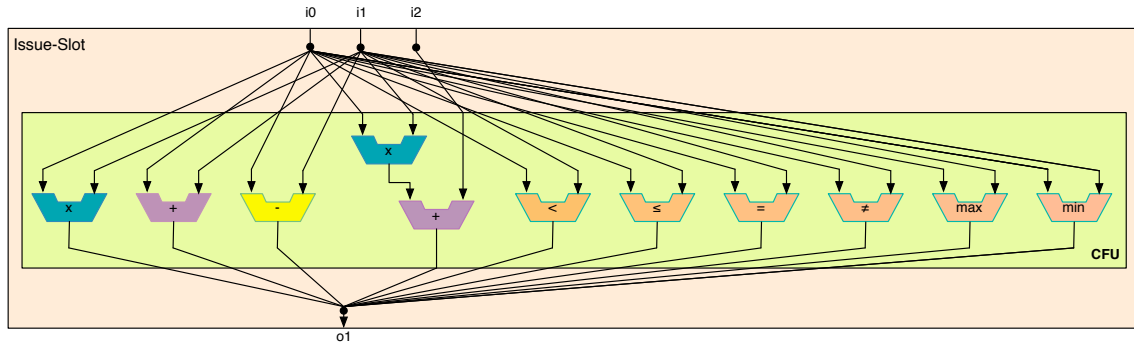 i0 i1 i2
Issue-Slot
x
x + - + < ≤ = ≠ max min
CFU
o1